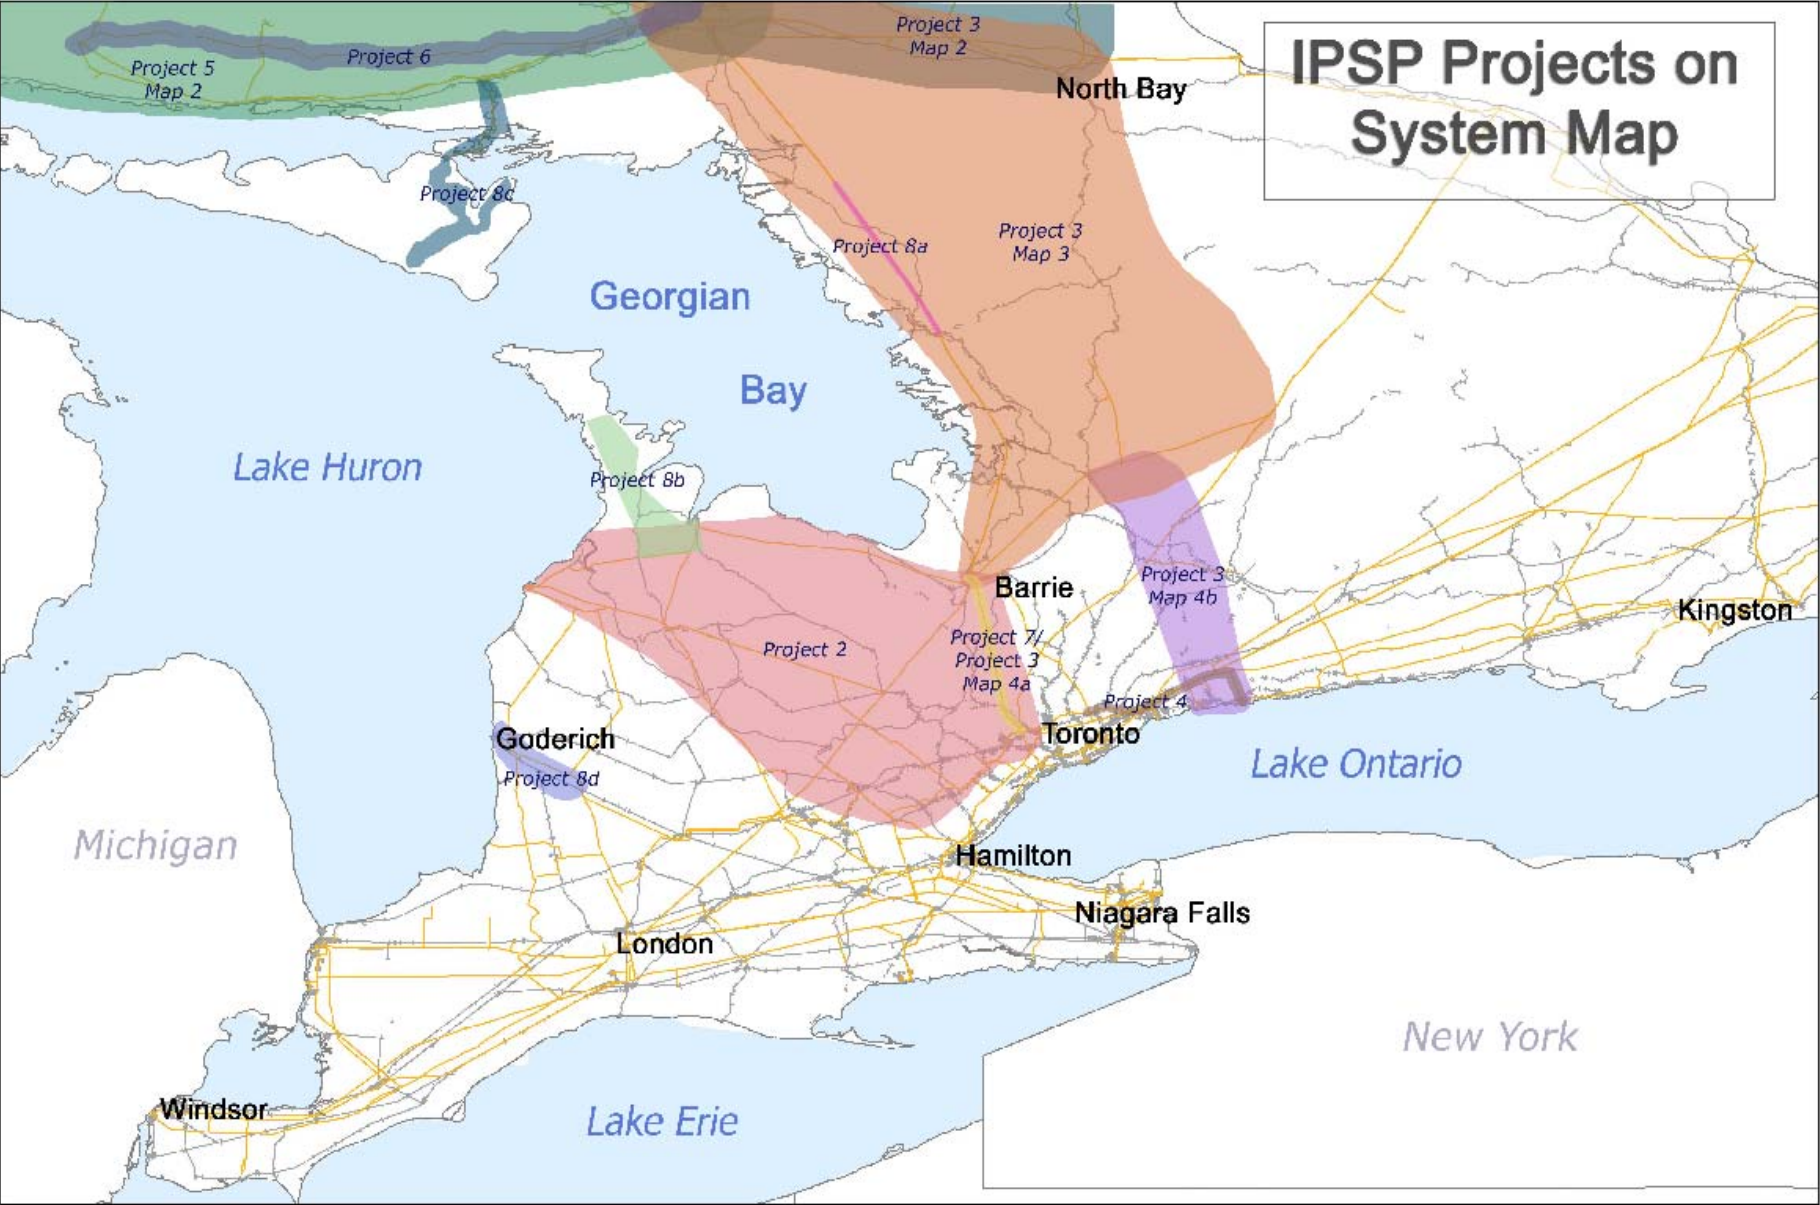 IPSP Projects on
System Map
Project 3
Map 2
Project 6
Project 5
Map 2
North Bay
Project 8c
Project 3
Map 3
Project 8a
Georgian
Bay
Lake Huron
Project 8b
Project 3
Map 4b
Barrie
Kingston
Project 2
Project 7/
Project 3
Map 4a
Project 4
Toronto
Goderich
Project 8d
Lake Ontario
Michigan
Hamilton
Niagara Falls
London
New York
Windsor
Lake Erie